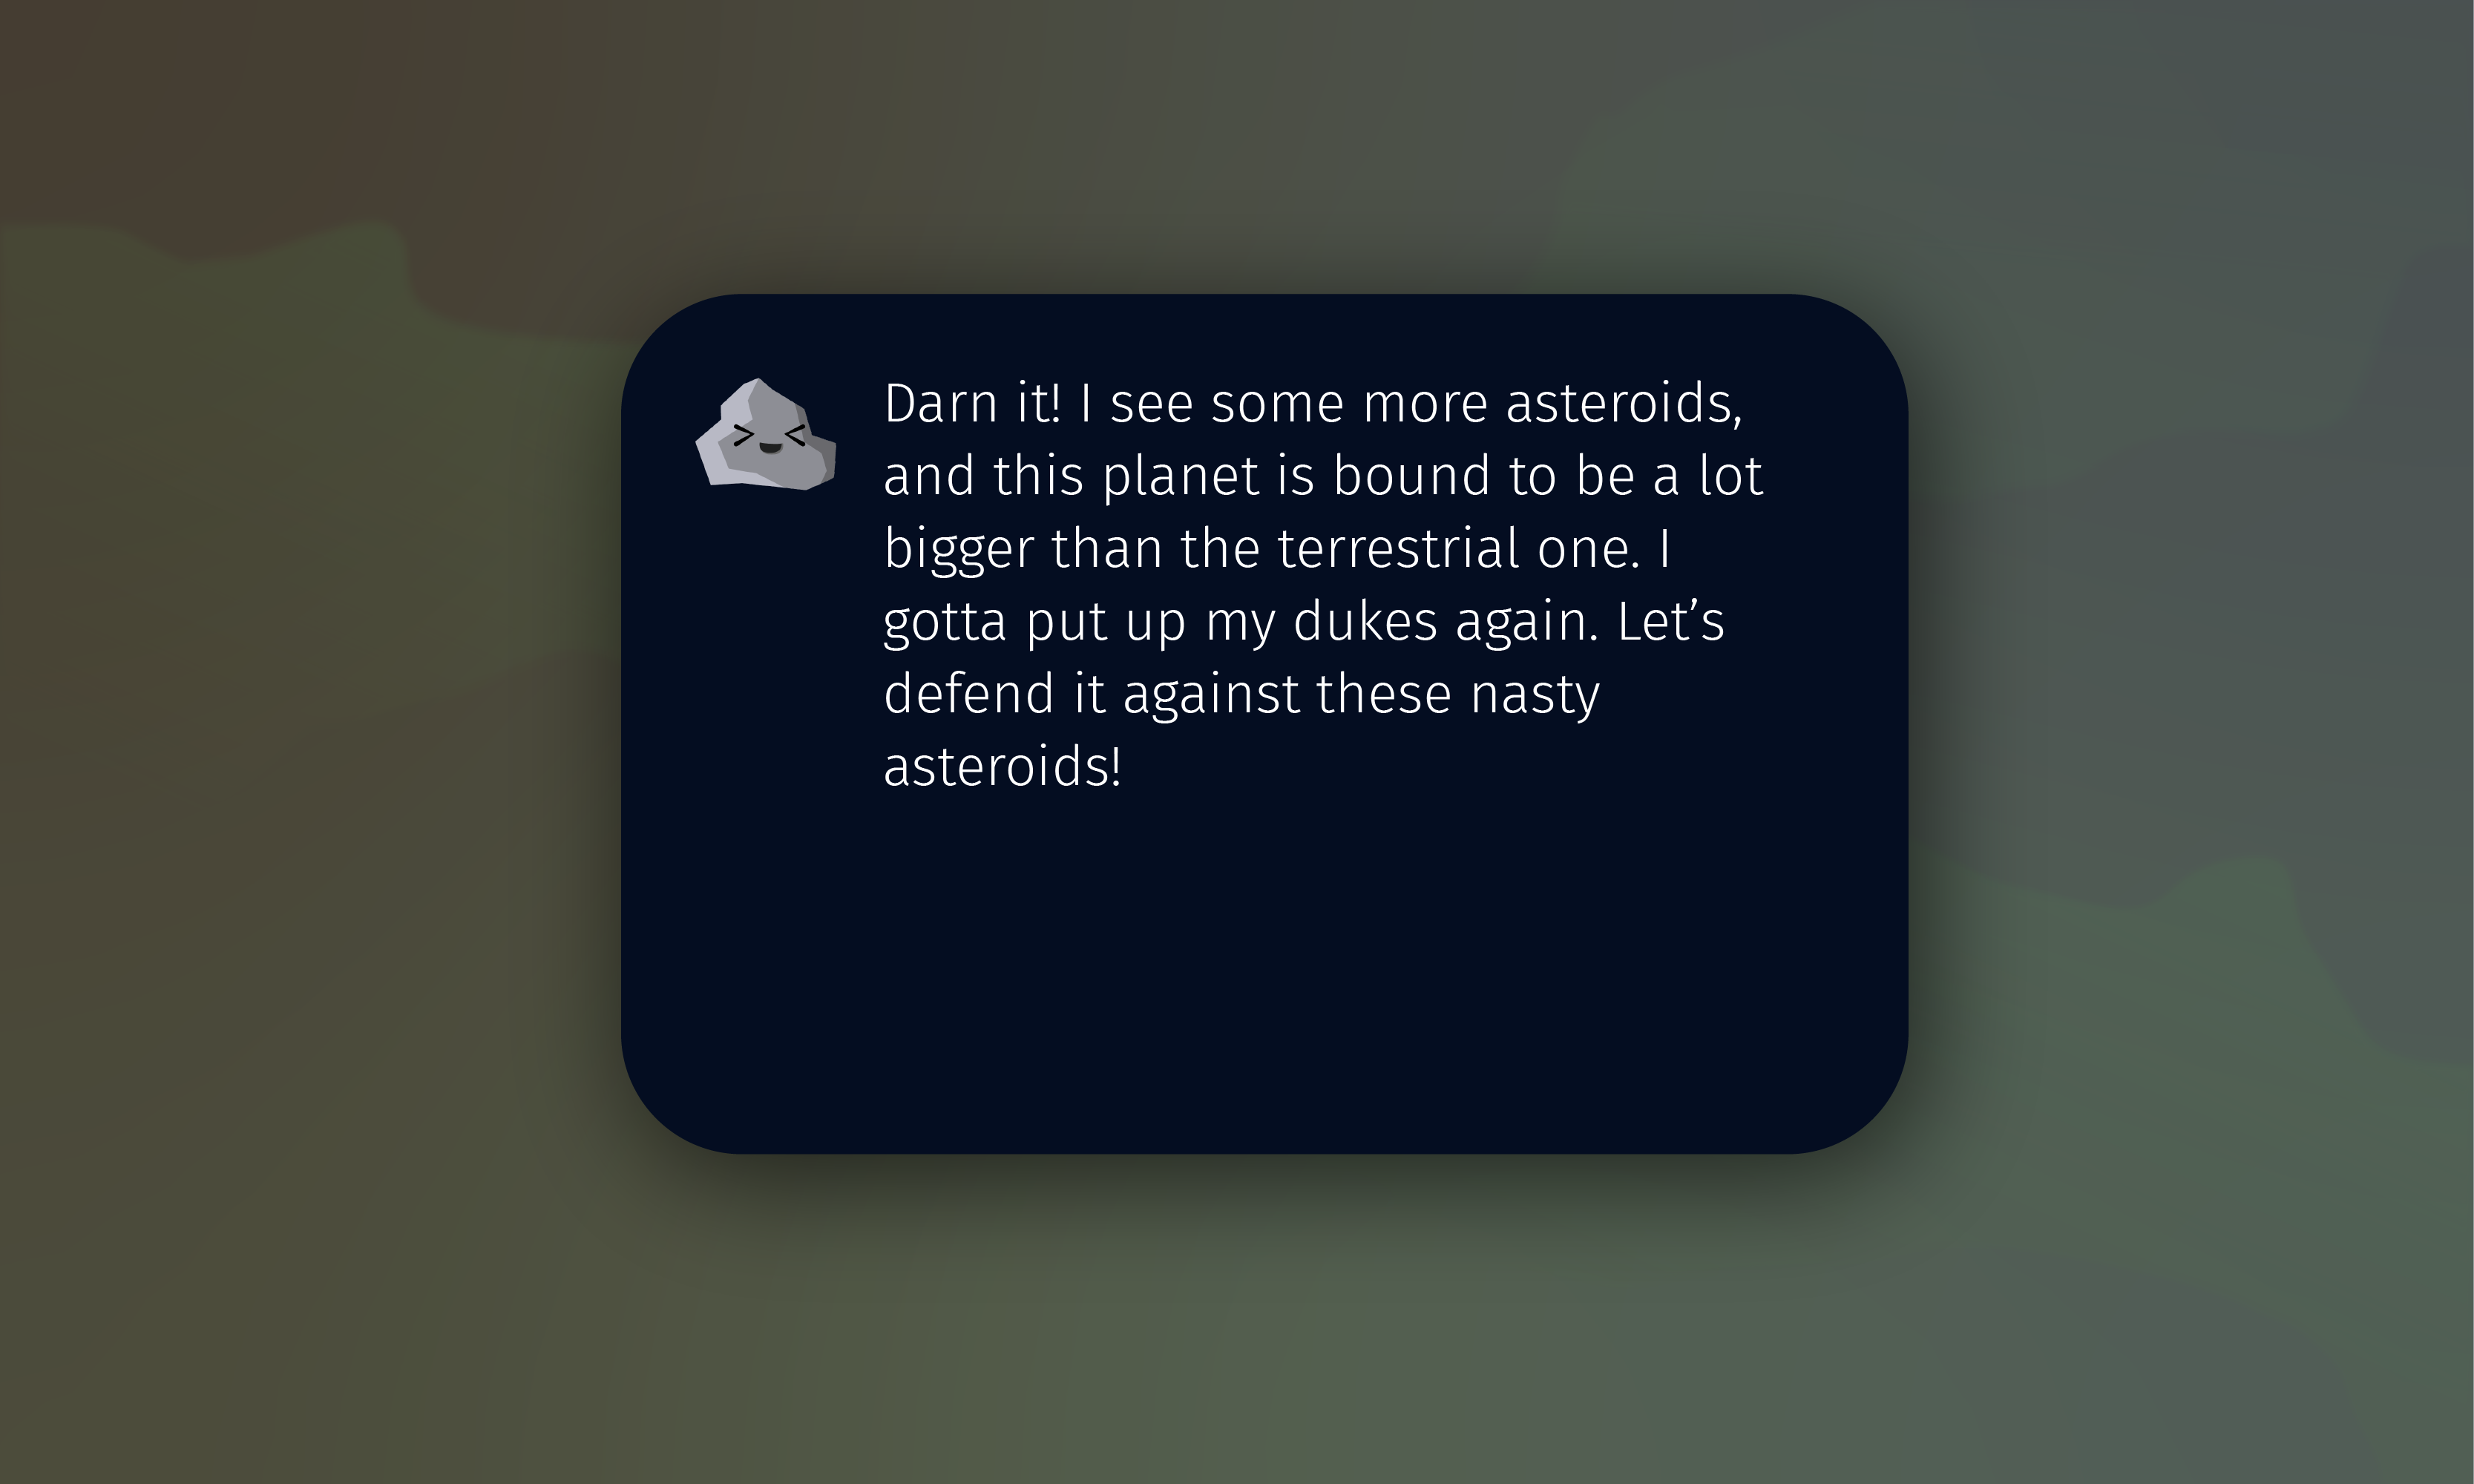 Darn it! I see some more asteroids,
and this planet is bound to be a lot
bigger than the terrestrial one. I
gotta put up my dukes again. Let’s
defend it against these nasty
asteroids!